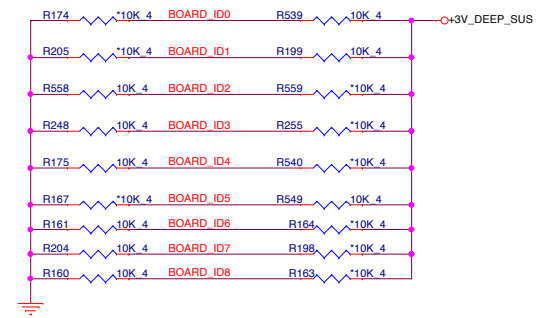 R174 *10K_4 BOARD_ID0 R539 10K_4 +3V_DEEP_SUS
R205 *10K_4 BOARD_ID1 R199 10K_4
R558 10K_4 BOARD_ID2 R559 *10K_4
R248 10K_4 BOARD_ID3 R255 *10K_4
R175 10K_4 BOARD_ID4 R540 *10K_4
R167 *10K_4 BOARD_ID5 R549 10K_4
R161 10K_4 BOARD_ID6 R164 *10K_4
R204 10K_4 BOARD_ID7 R198 *10K_4
R160 10K_4 BOARD_ID8 R163 *10K_4